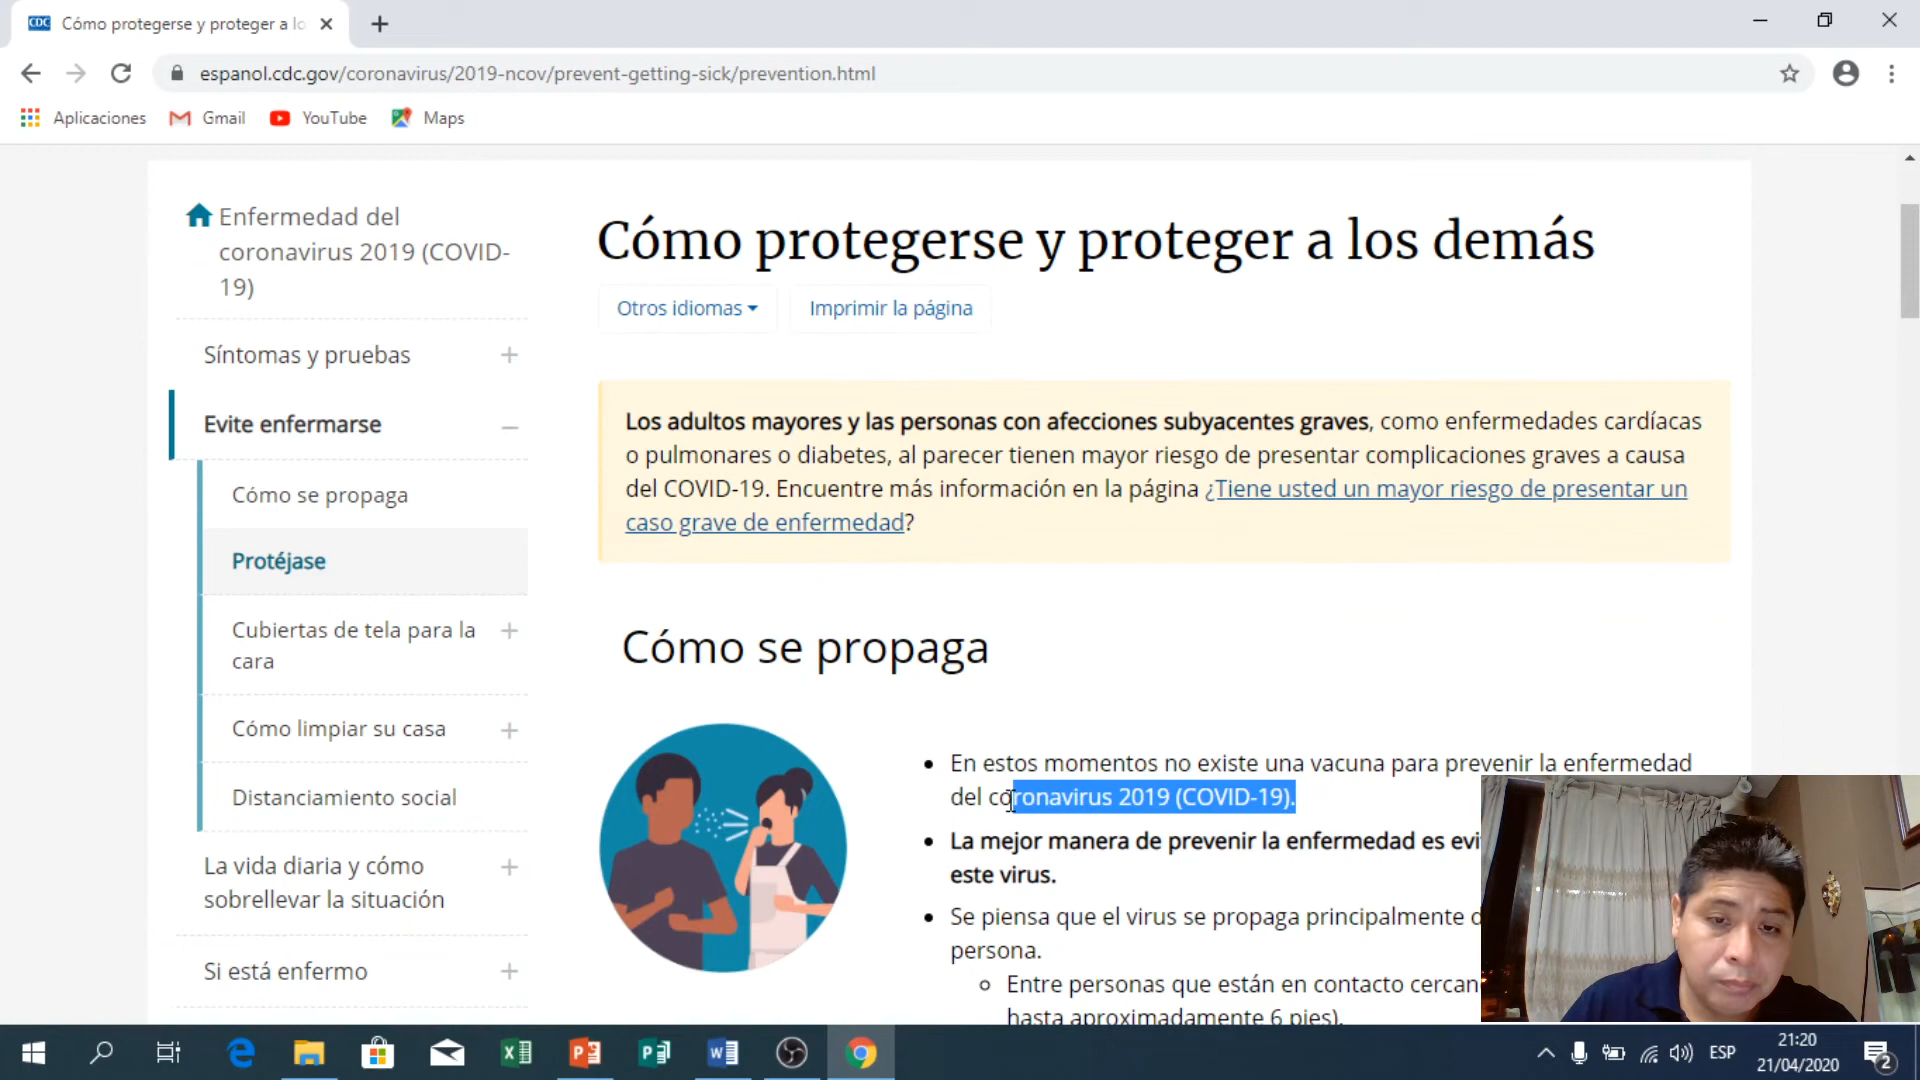 CDC Cómo protegerse y proteger a lo
espanol.cdc.gov/coronavirus/2019-ncov/prevent-getting-sick/prevention.html
Aplicaciones Gmail YouTube Maps
Enfermedad del
coronavirus 2019 (COVID-
19)
Síntomas y pruebas
Evite enfermarse
Cómo se propaga
Protéjase
Cubiertas de tela para la
cara
Cómo limpiar su casa
Distanciamiento social
La vida diaria y cómo
sobrellevar la situación
Si está enfermo
Cómo protegerse y proteger a los demás
Otros idiomas Imprimir la página
Los adultos mayores y las personas con afecciones subyacentes graves, como enfermedades cardíacas
o pulmonares o diabetes, al parecer tienen mayor riesgo de presentar complicaciones graves a causa
del COVID-19. Encuentre más información en la página ¿Tiene usted un mayor riesgo de presentar un
caso grave de enfermedad?
Cómo se propaga
En estos momentos no existe una vacuna para prevenir la enfermedad
del coronavirus 2019 (COVID-19).
La mejor manera de prevenir la enfermedad es evi
este virus.
Se piensa que el virus se propaga principalmente d
persona.
Entre personas que están en contacto cercan
hasta aproximadamente 6 pies).
ESP
21:20
21/04/2020
2